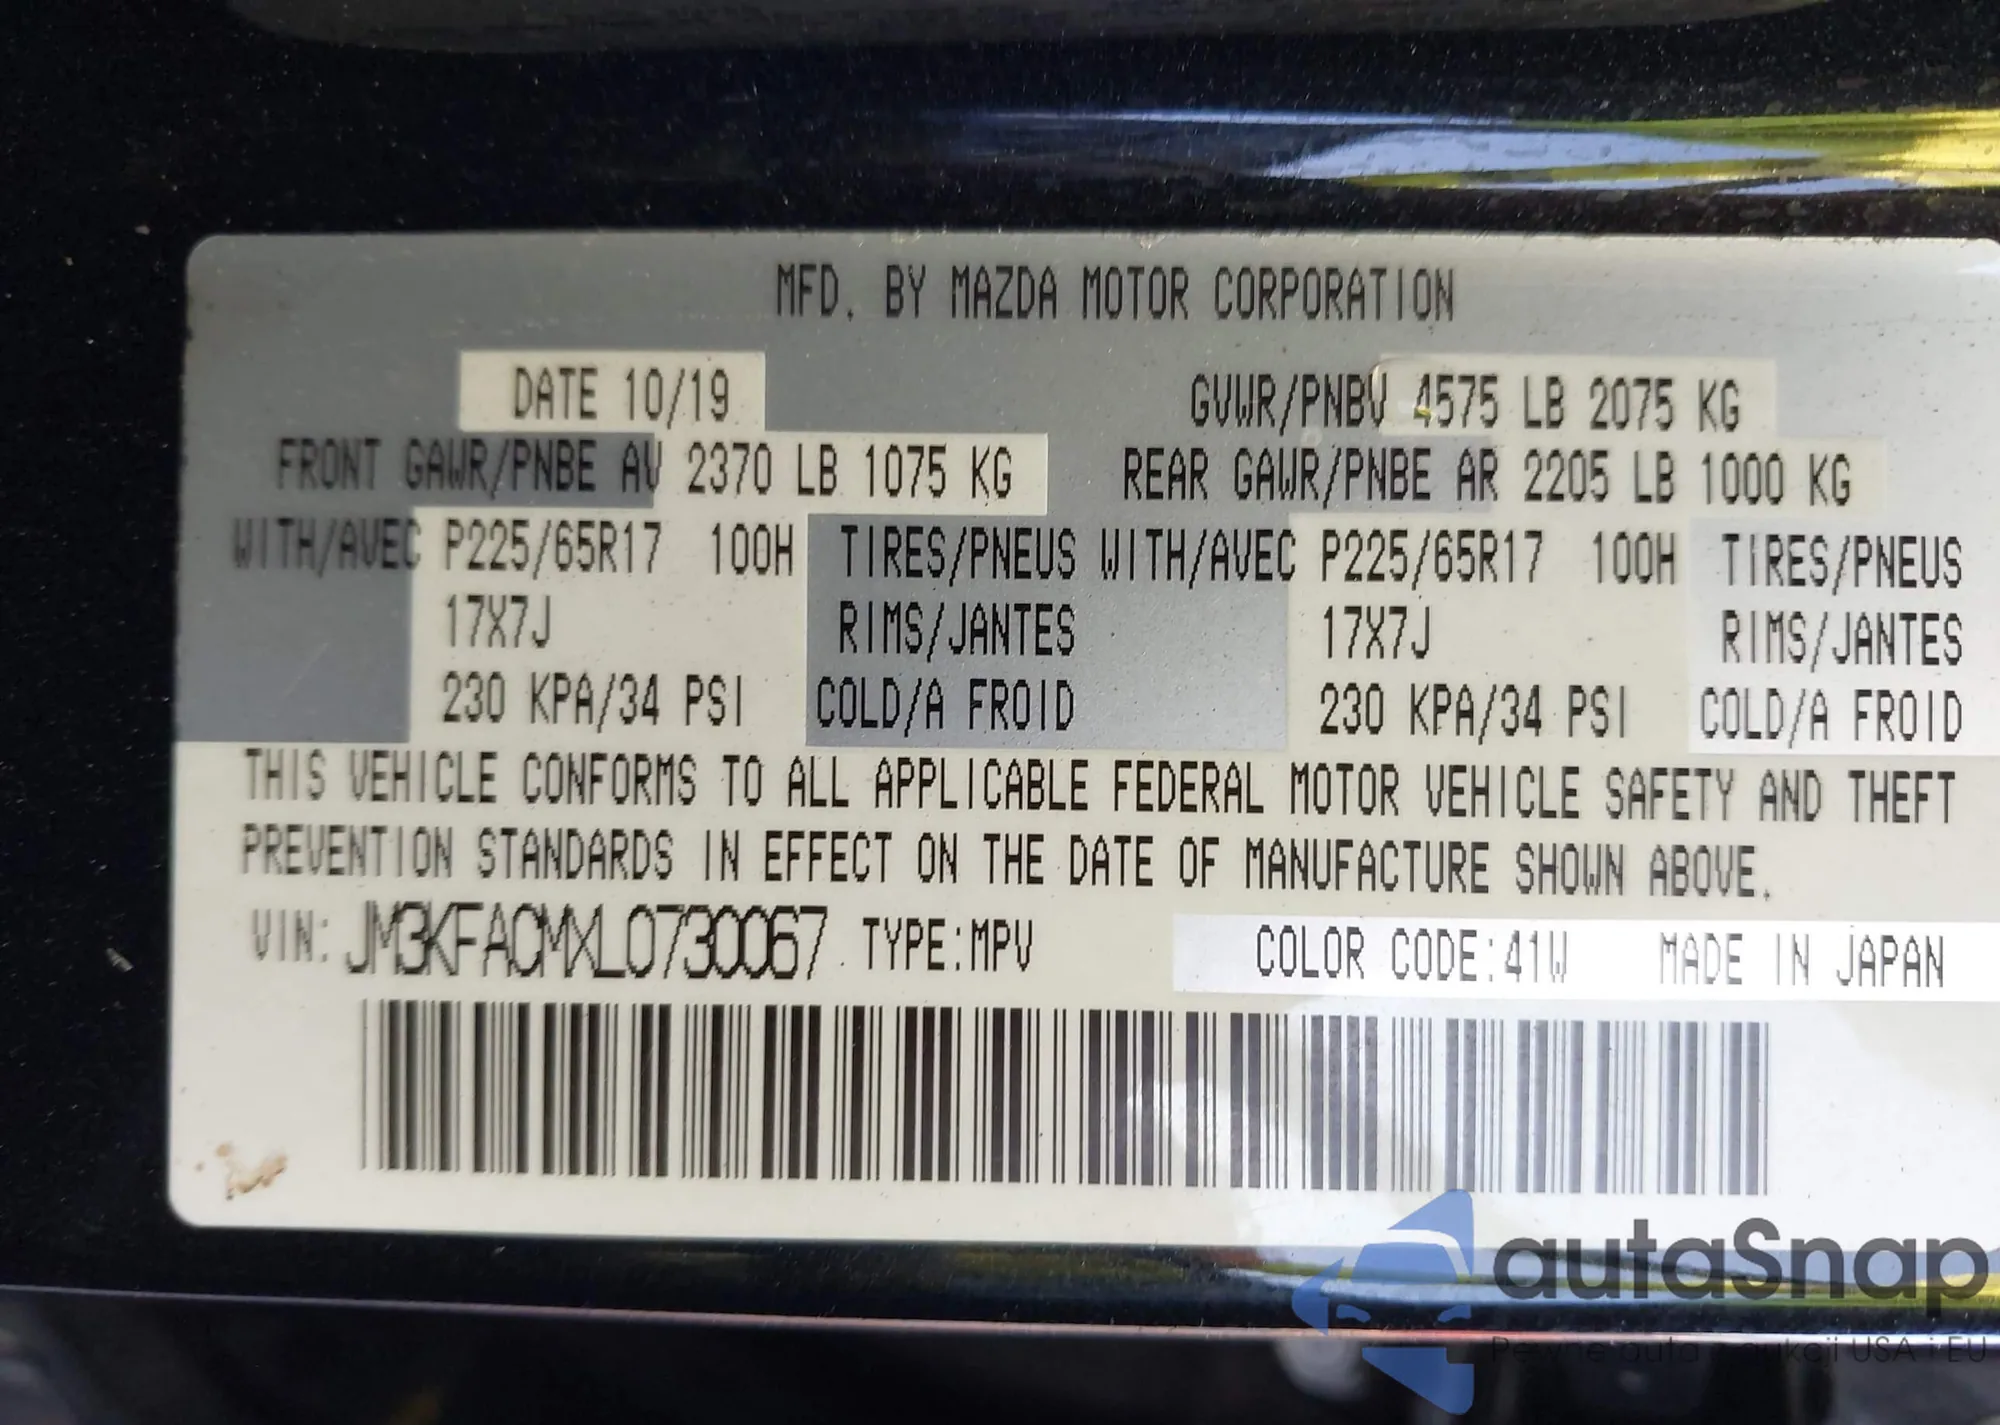 MFD. BY MAZDA MOTOR CORPORATION
DATE 10/19 GVWR/PNBV 4575 LB 2075 KG
FRONT GAWR/PNBE AV 2370 LB 1075 KG REAR GAWR/PNBE AR 2205 LB 1000 KG
WITH/AVEC P225/65R17 100H TIRES/PNEUS WITH/AVEC P225/65R17 100H TIRES/PNEUS
17X7J RIMS/JANTES 17X7J RIMS/JANTES
230 KPA/34 PSI COLD/A FROID 230 KPA/34 PSI COLD/A FROID
THIS VEHICLE CONFORMS TO ALL APPLICABLE FEDERAL MOTOR VEHICLE SAFETY AND THEFT
PREVENTION STANDARDS IN EFFECT ON THE DATE OF MANUFACTURE SHOWN ABOVE.
VIN: JM3KFACMXL0730067 TYPE:MPV COLOR CODE:41W MADE IN JAPAN
autaSnap
Pewne auta z aukcji USA i EU